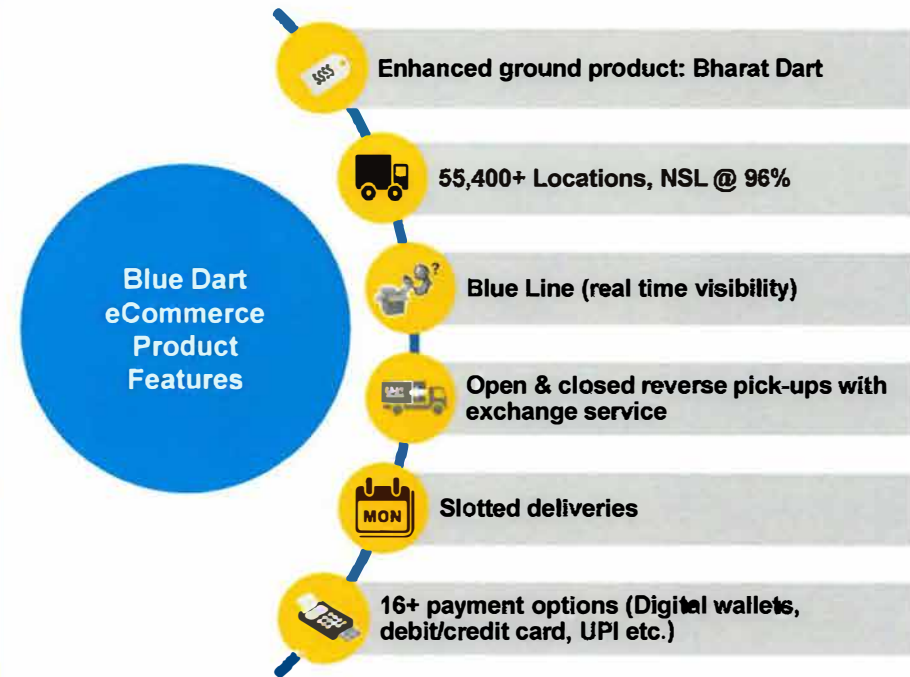 Blue Dart
eCommerce
Product
Features
$$$$
Enhanced ground product: Bharat Dart
55,400+ Locations, NSL @ 96%
?
Blue Line (real time visibility)
Open & closed reverse pick-ups with
exchange service
MON
Slotted deliveries
16+ payment options (Digital wallets,
debit/credit card, UPI etc.)